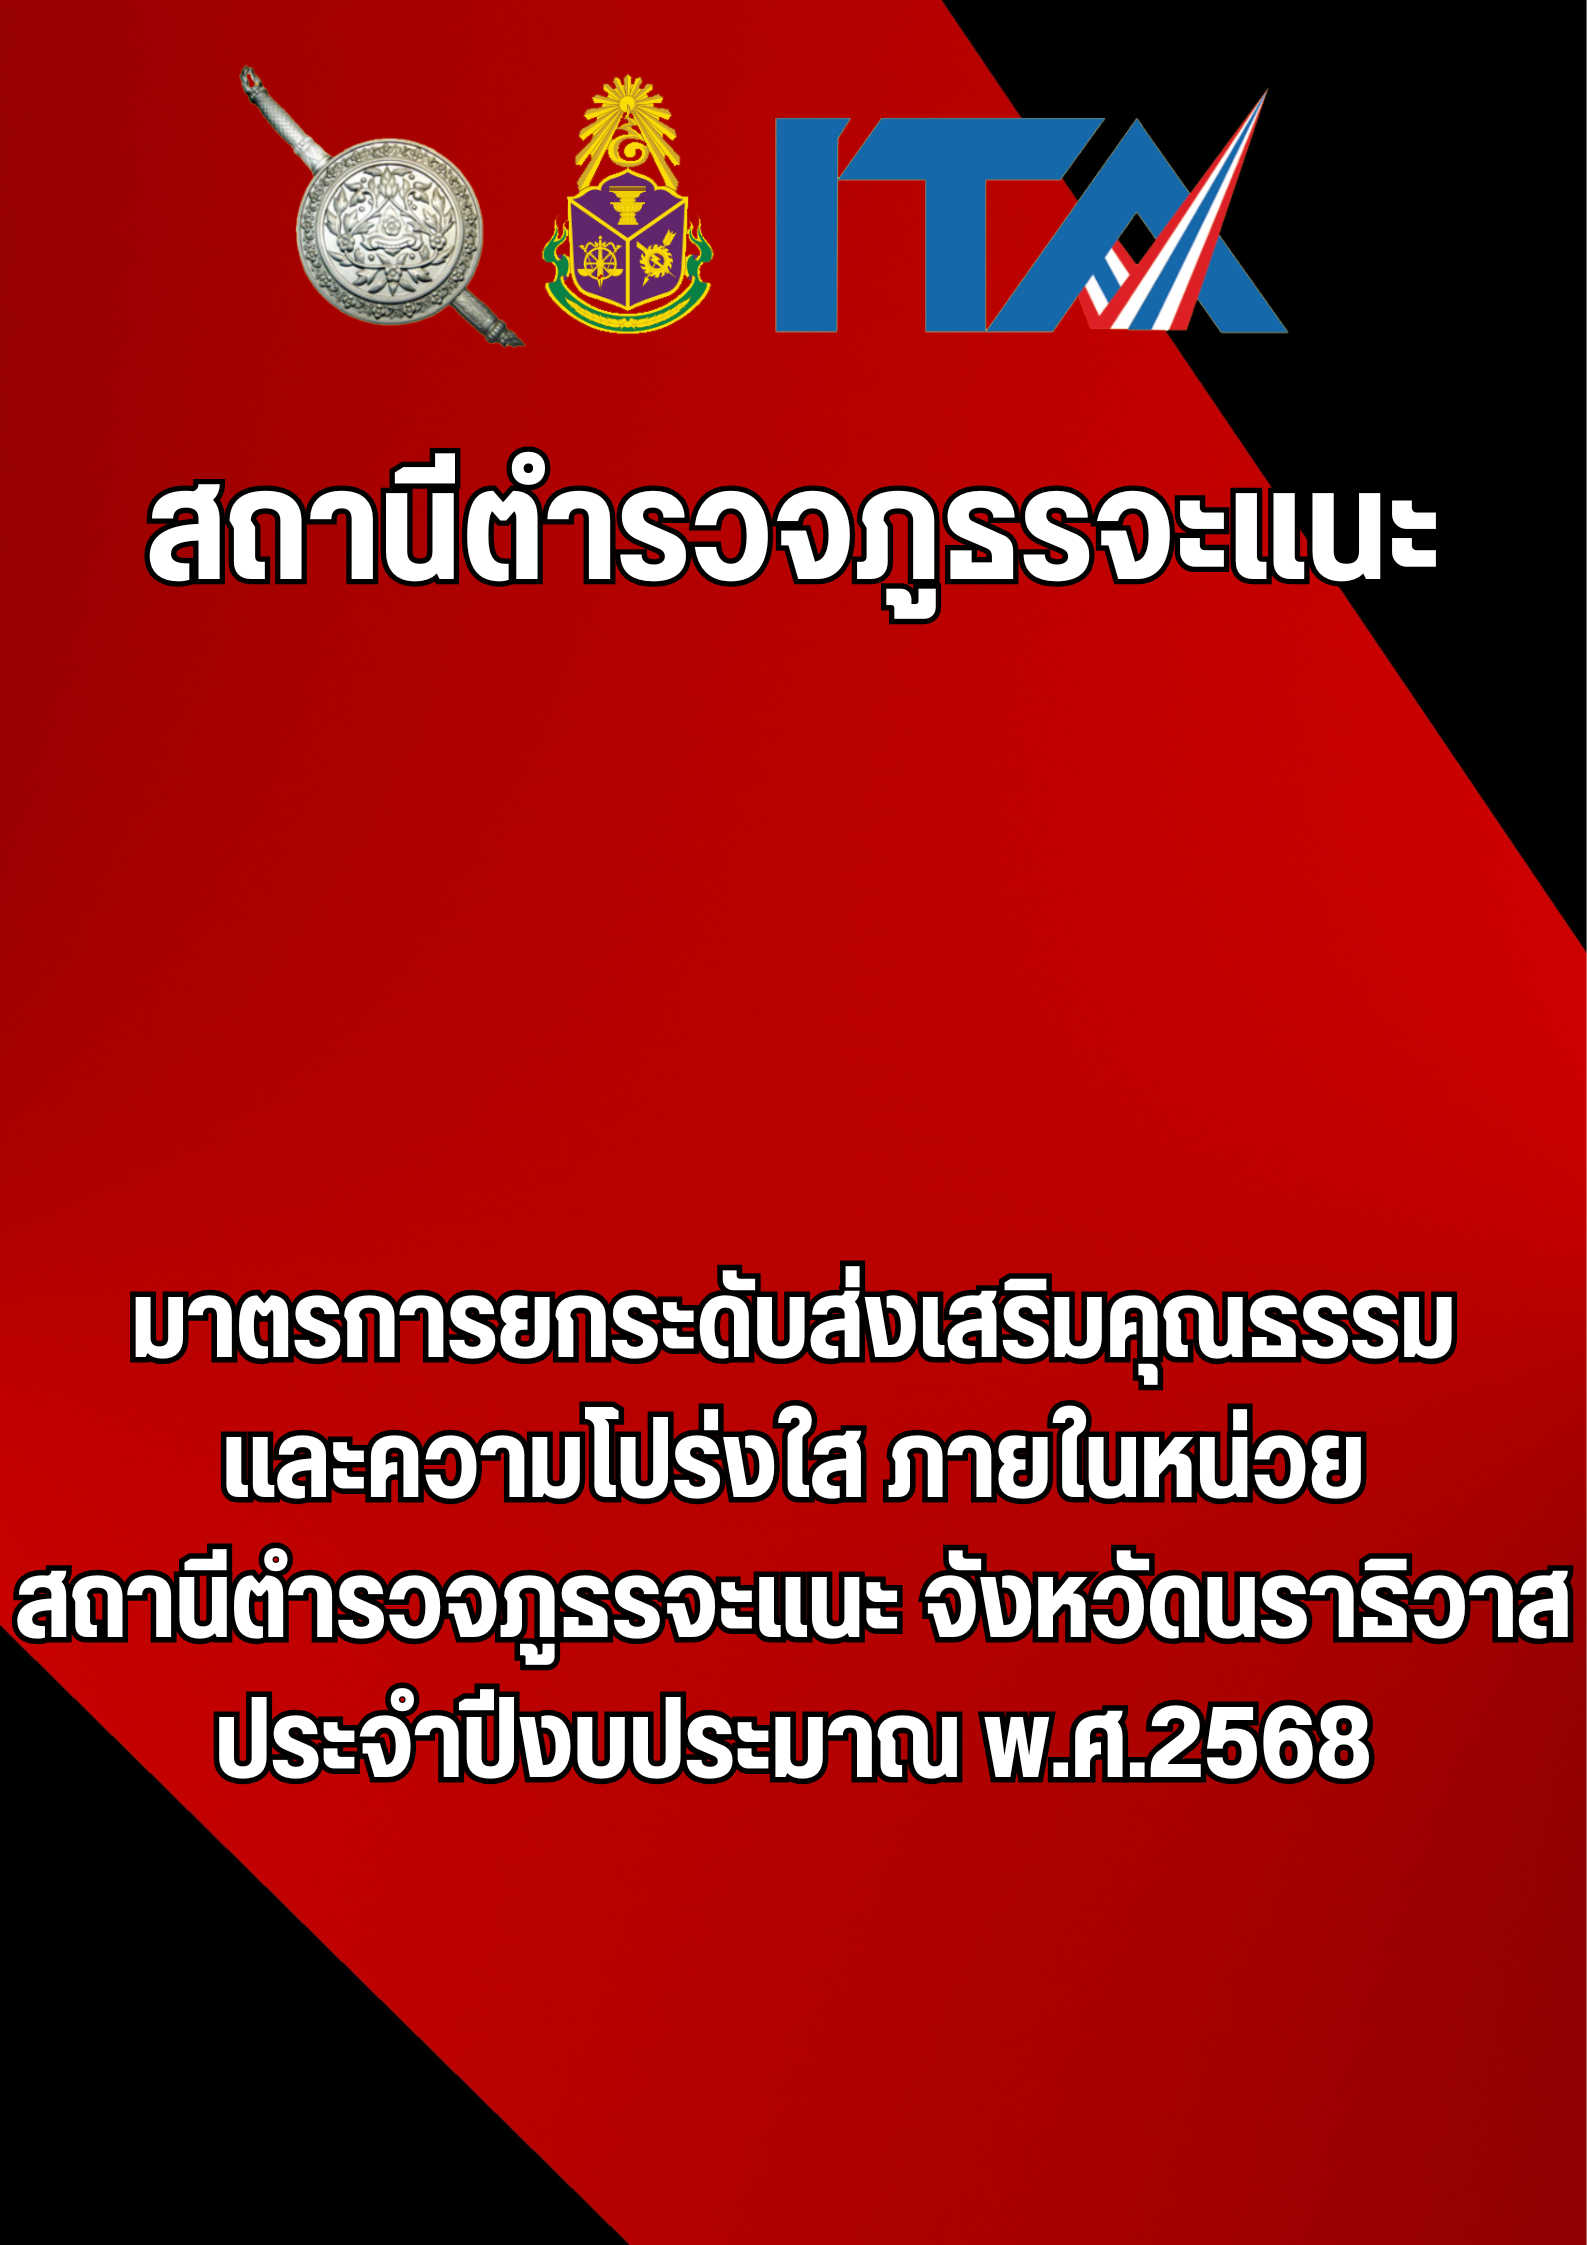 ITA
สถานีตำรวจภูธรจะแนะ
มาตรการยกระดับส่งเสริมคุณธรรม
และความโปร่งใส ภายในหน่วย
สถานีตำรวจภูธรจะแนะ จังหวัดนราธิวาส
ประจำปีงบประมาณ พ.ศ.2568